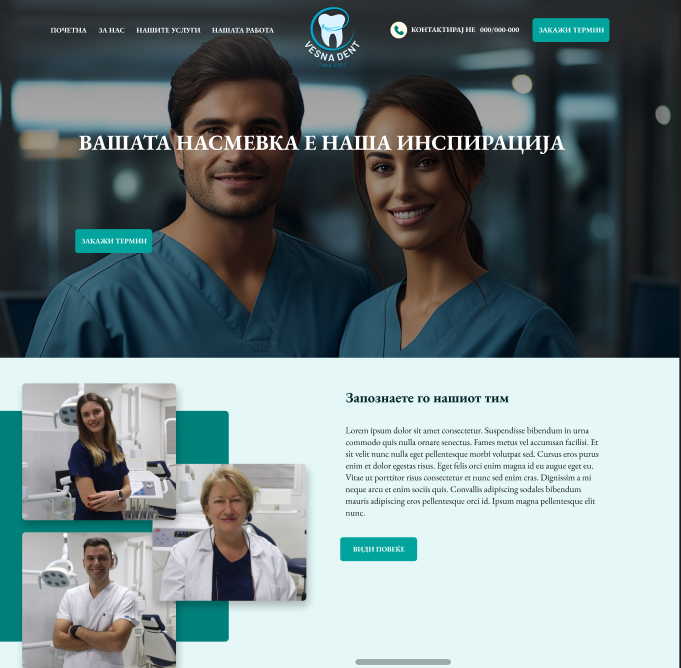 ПОЧЕТНА ЗА НАС НАШИТЕ УСЛУГИ НАШАТА РАБОТА
VESNA DENT
КОНТАКТИРАЈ НЕ 000/000-000
ЗАКАЖИ ТЕРМИН
ВАШАТА НАСМЕВКА Е НАША ИНСПИРАЦИЈА
ЗАКАЖИ ТЕРМИН
Запознаете го нашиот тим
Lorem ipsum dolor sit amet consectetur. Suspendisse bibendum in urna
commodo quis nulla ornare senectus. Fames metus vel accumsan facilisi. Et
sit velit nunc nulla eget pellentesque morbi volutpat sed. Cursus eros purus
enim et dolor egestas risus. Eget felis orci enim magna id eu augue eget eu.
Vitae ut porttitor risus consectetur et nunc sed enim cras. Dignissim a mi
neque arcu et enim sociis quis. Convallis adipiscing sodales bibendum
mauris adipiscing eros pellentesque orci id. Ipsum magna pellentesque elit
nunc.
ВИДИ ПОВЕЌЕ